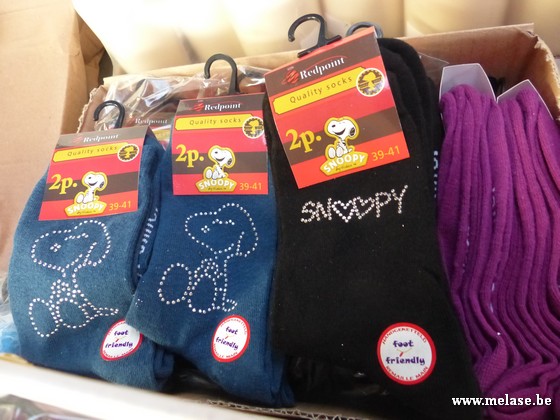 Redpoint
Quality socks
2p.
SNOOPY
39-41
foot
friendly
Redpoint
Quality socks
2p.
SNOOPY
39-41
foot
friendly
Redpoint
Quality socks
2p.
SNOOPY
39-41
SNOOPY
foot
friendly
www.melase.be